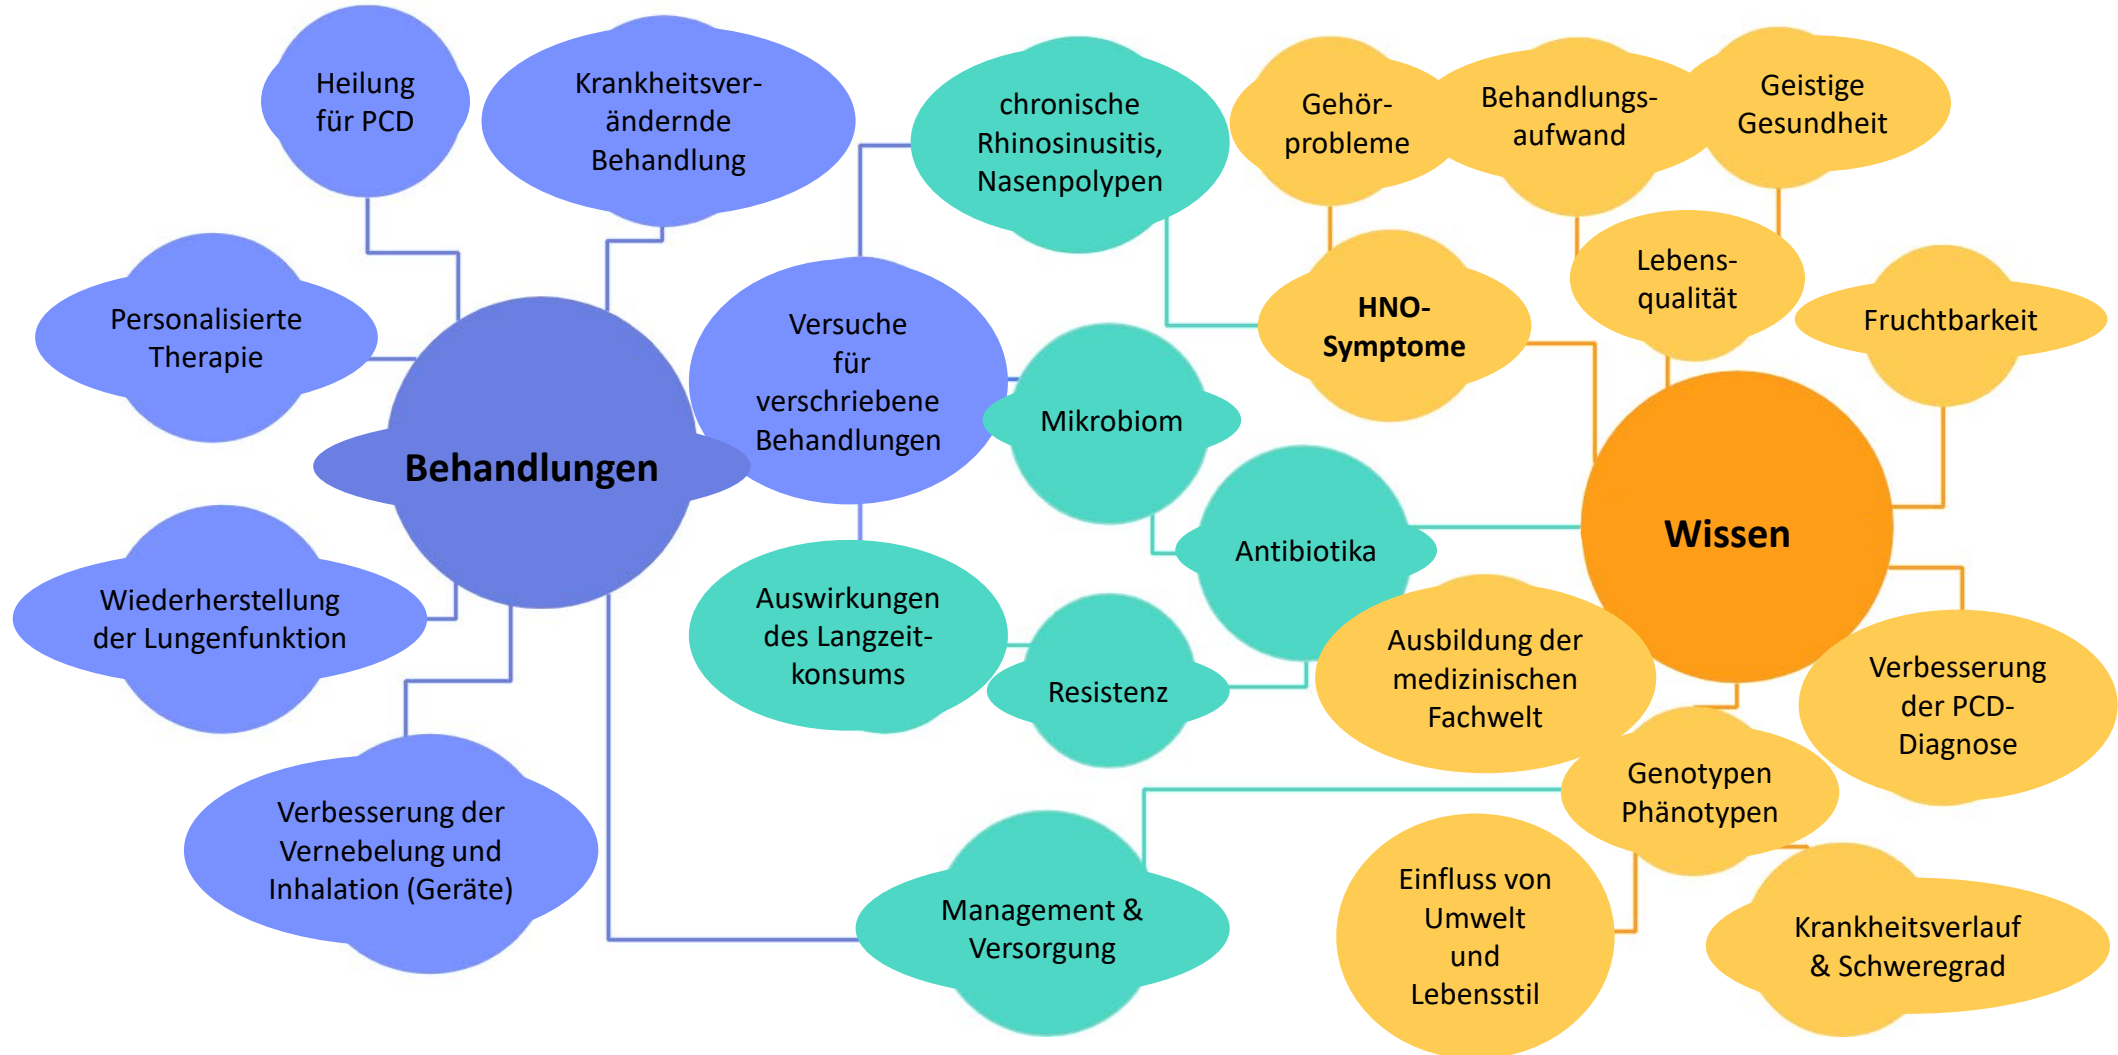 Heilung
für PCD
Krankheitsver-
ändernde
Behandlung
Personalisierte
Therapie
Behandlungen
Wiederherstellung
der Lungenfunktion
Verbesserung der
Vernebelung und
Inhalation (Geräte)
Versuche
für
verschriebene
Behandlungen
chronische
Rhinosinusitis,
Nasenpolypen
Mikrobiom
Antibiotika
Auswirkungen
des Langzeit-
konsums
Resistenz
Management &
Versorgung
Gehör-
probleme
Behandlungs-
aufwand
Geistige
Gesundheit
HNO-
Symptome
Lebens-
qualität
Fruchtbarkeit
Wissen
Ausbildung der
medizinischen
Fachwelt
Verbesserung
der PCD-
Diagnose
Genotypen
Phänotypen
Einfluss von
Umwelt
und
Lebensstil
Krankheitsverlauf
& Schweregrad